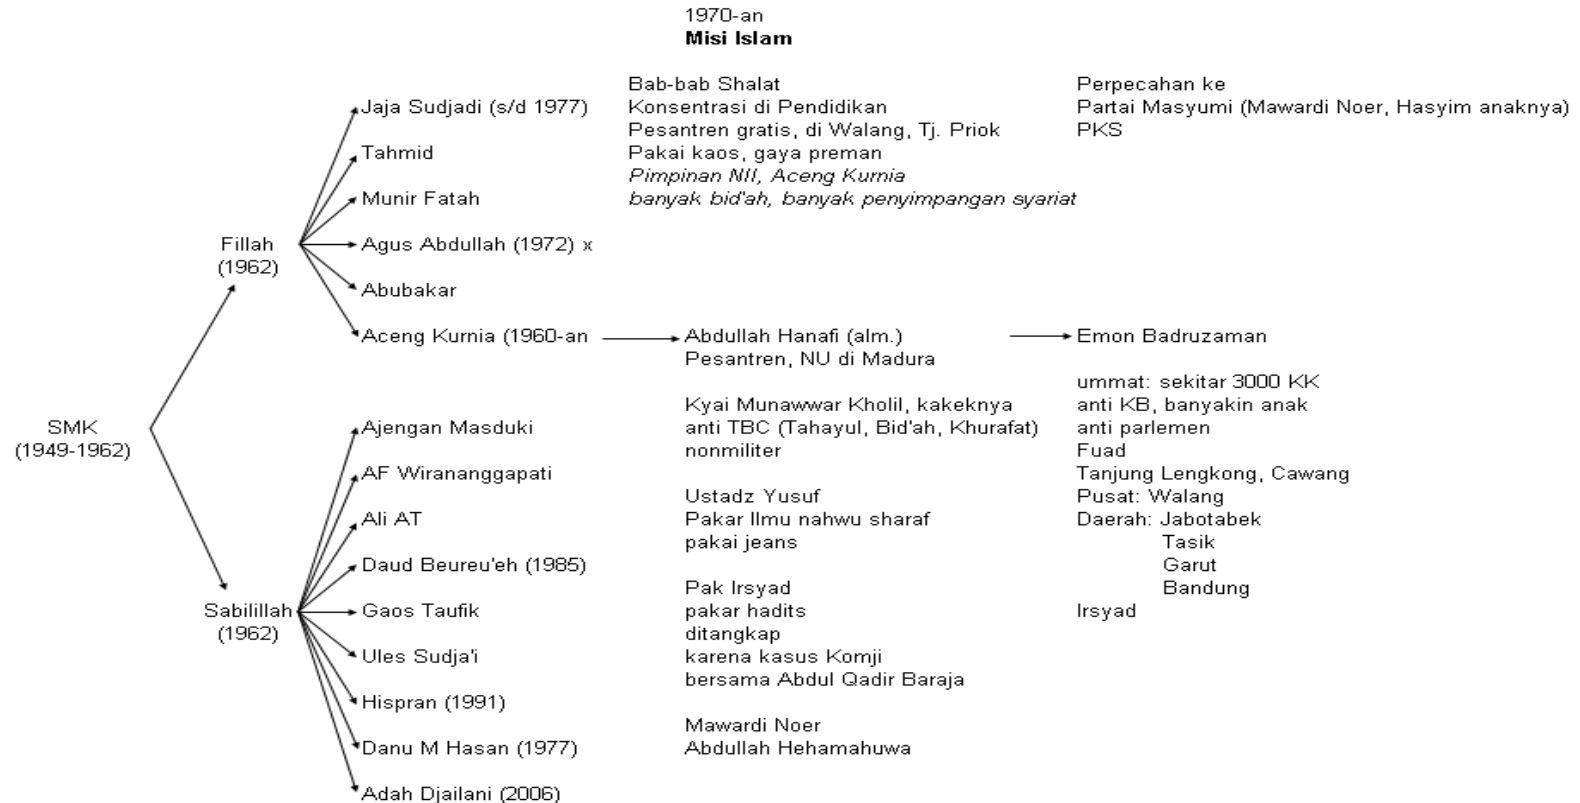 1970-an
Misi Islam
SMK
(1949-1962)
Fillah
(1962)
Sabilillah
(1962)
Jaja Sudjadi (s/d 1977)
Tahmid
Munir Fatah
Agus Abdullah (1972) x
Abubakar
Aceng Kurnia (1960-an
Ajengan Masduki
AF Wirananggapati
Ali AT
Daud Beureu'eh (1985)
Gaos Taufik
Ules Sudja'i
Hispran (1991)
Danu M Hasan (1977)
Adah Djailani (2006)
Bab-bab Shalat
Konsentrasi di Pendidikan
Pesantren gratis, di Walang, Tj. Priok
Pakai kaos, gaya preman
Pimpinan NII, Aceng Kurnia
banyak bid'ah, banyak penyimpangan syariat
Abdullah Hanafi (alm.)
Pesantren, NU di Madura
Kyai Munawwar Kholil, kakeknya
anti TBC (Tahayul, Bid'ah, Khurafat)
nonmiliter
Ustadz Yusuf
Pakar Ilmu nahwu sharaf
pakai jeans
Pak Irsyad
pakar hadits
ditangkap
karena kasus Komji
bersama Abdul Qadir Baraja
Mawardi Noer
Abdullah Hehamahuwa
Perpecahan ke
Partai Masyumi (Mawardi Noer, Hasyim anaknya)
PKS
Emon Badruzaman
ummat: sekitar 3000 KK
anti KB, banyakin anak
anti parlemen
Fuad
Tanjung Lengkong, Cawang
Pusat: Walang
Daerah: Jabotabek
Tasik
Garut
Bandung
Irsyad